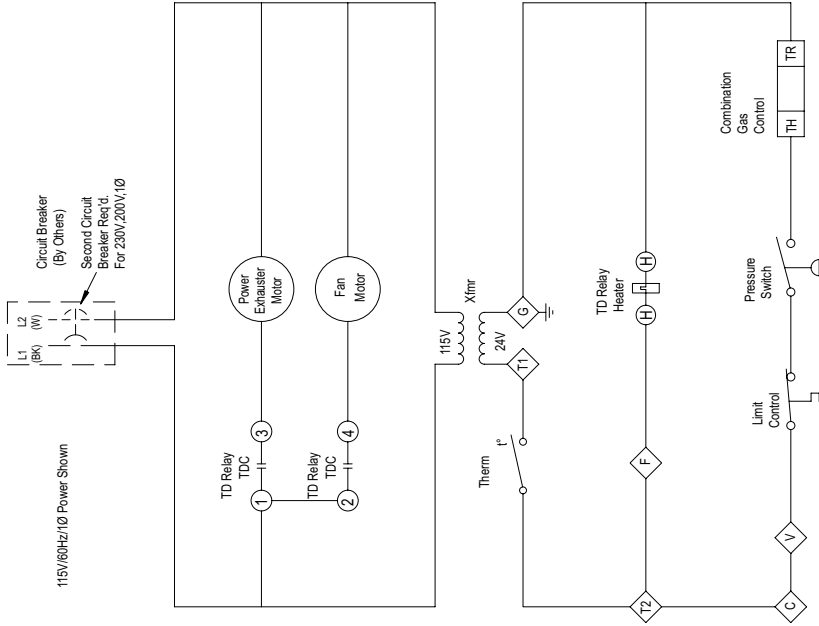 115V/60Hz/1Ø Power Shown
Circuit Breaker
(By Others)
Second Circuit
Breaker Req'd.
For 230V,200V,1Ø
L1
(BK)
L2
(W)
TD Relay
TDC
1
3
Power
Exhauster
Motor
TD Relay
TDC
2
4
Fan
Motor
115V
Xfmr
24V
T1
G
Therm
t°
T2
F
TD Relay
Heater
H
H
C
V
Limit
Control
Pressure
Switch
Combination
Gas
Control
TH
TR